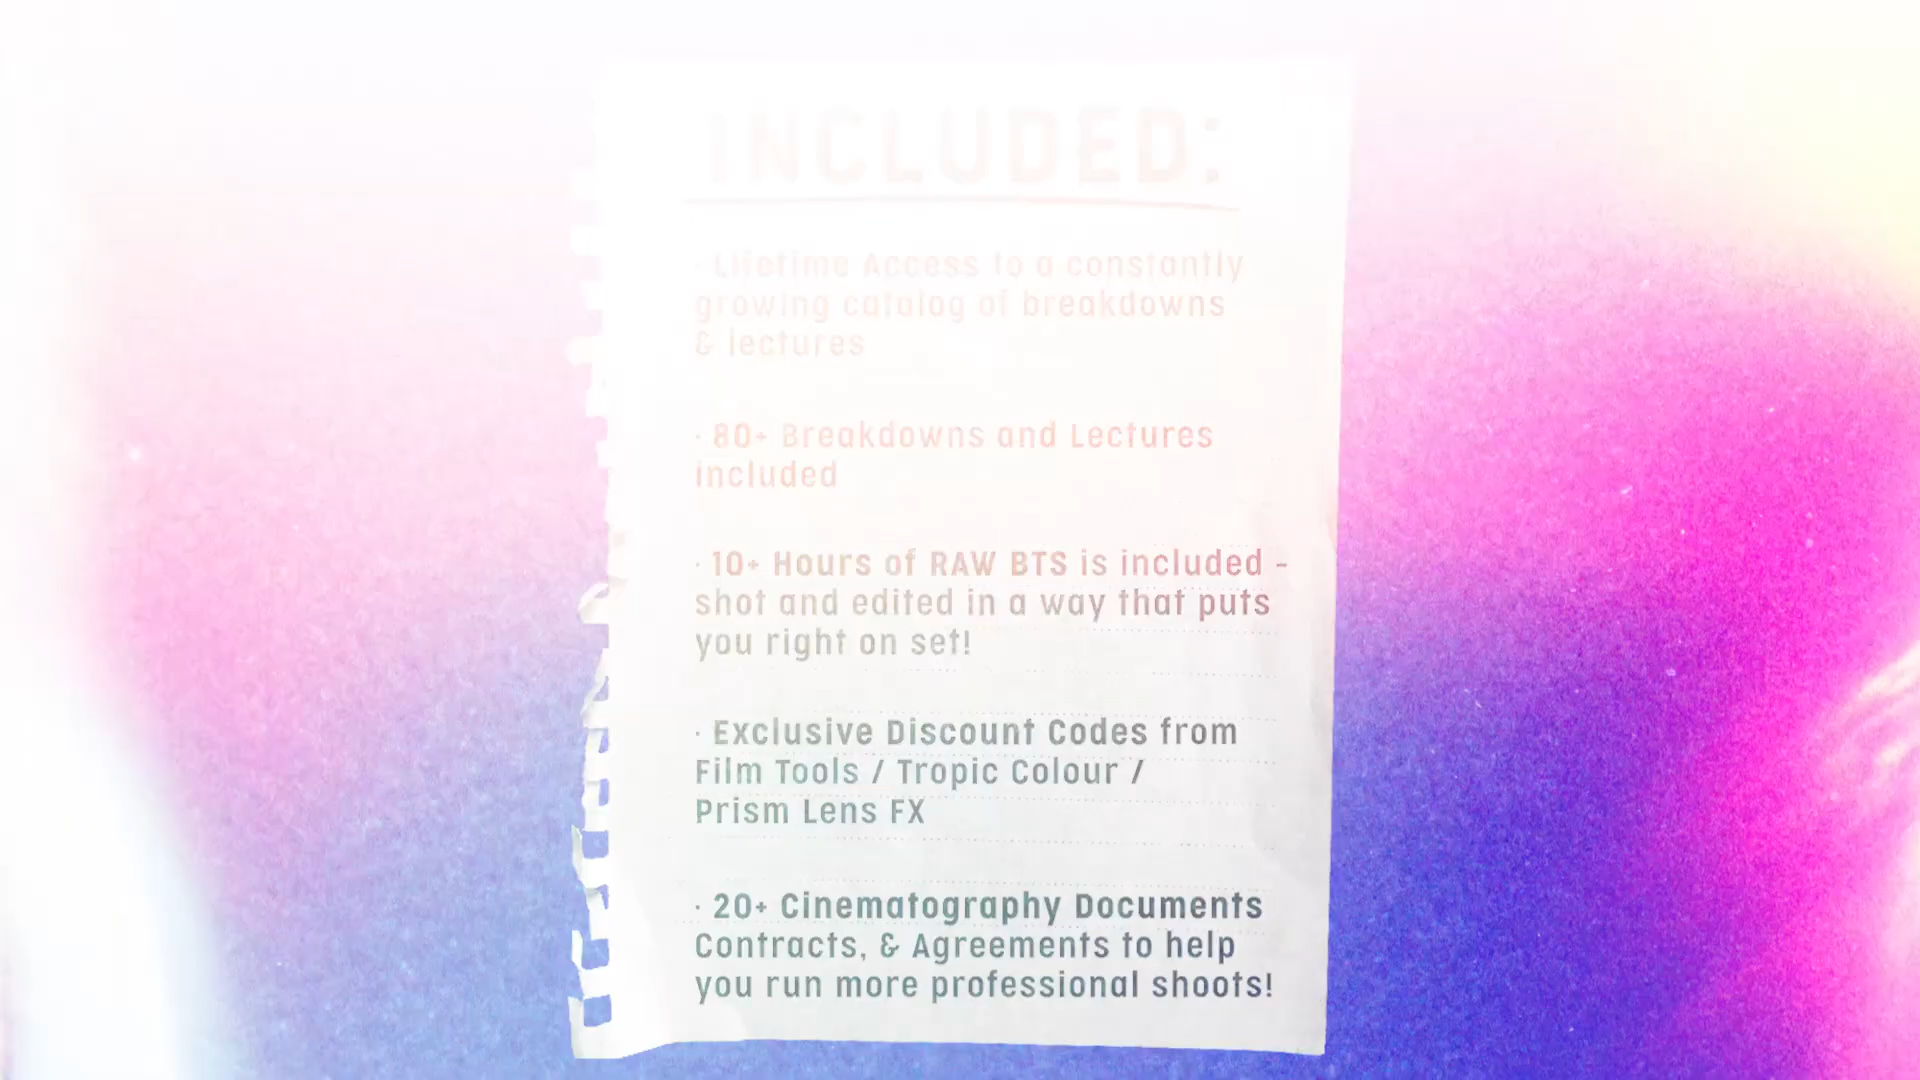 INCLUDED:
· Lifetime Access to a constantly
growing catalog of breakdowns
& lectures
· 80+ Breakdowns and Lectures
included
· 10+ Hours of RAW BTS is included -
shot and edited in a way that puts
you right on set!
· Exclusive Discount Codes from
Film Tools / Tropic Colour /
Prism Lens FX
· 20+ Cinematography Documents
Contracts, & Agreements to help
you run more professional shoots!